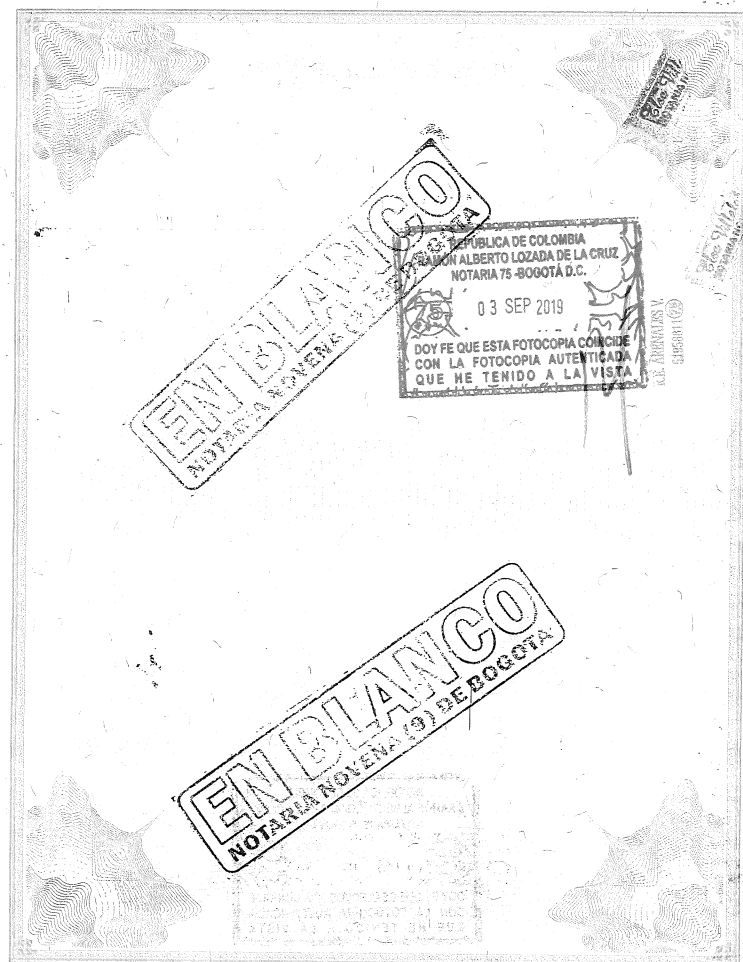 EN BLANCO
NOTARIA NOVENA (9) DE BOGOTA
REPÚBLICA DE COLOMBIA
RAMÓN ALBERTO LOZADA DE LA CRUZ
NOTARIA 75 -BOGOTÁ D.C.
03 SEP 2019
DOY FE QUE ESTA FOTOCOPIA COINCIDE
CON LA FOTOCOPIA AUTENTICADA
QUE HE TENIDO A LA VISTA
EN BLANCO
NOTARIA NOVENA (9) DE BOGOTA